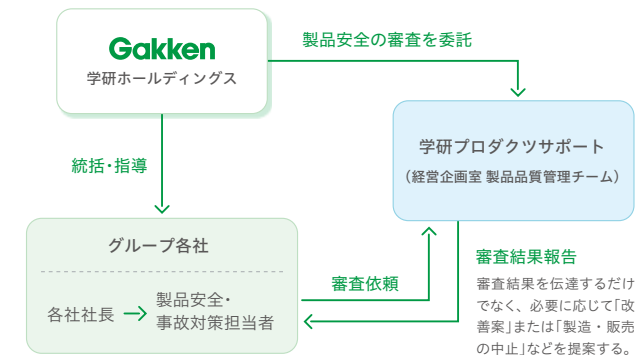 Gakken
学研ホールディングス
製品安全の審査を委託
学研プロダクツサポート
（経営企画室 製品品質管理チーム）
統括・指導
グループ各社
各社社長
製品安全・
事故対策担当者
審査依頼
審査結果報告
審査結果を伝達するだけ
でなく、必要に応じて「改
善案」または「製造・販売
の中止」などを提案する。